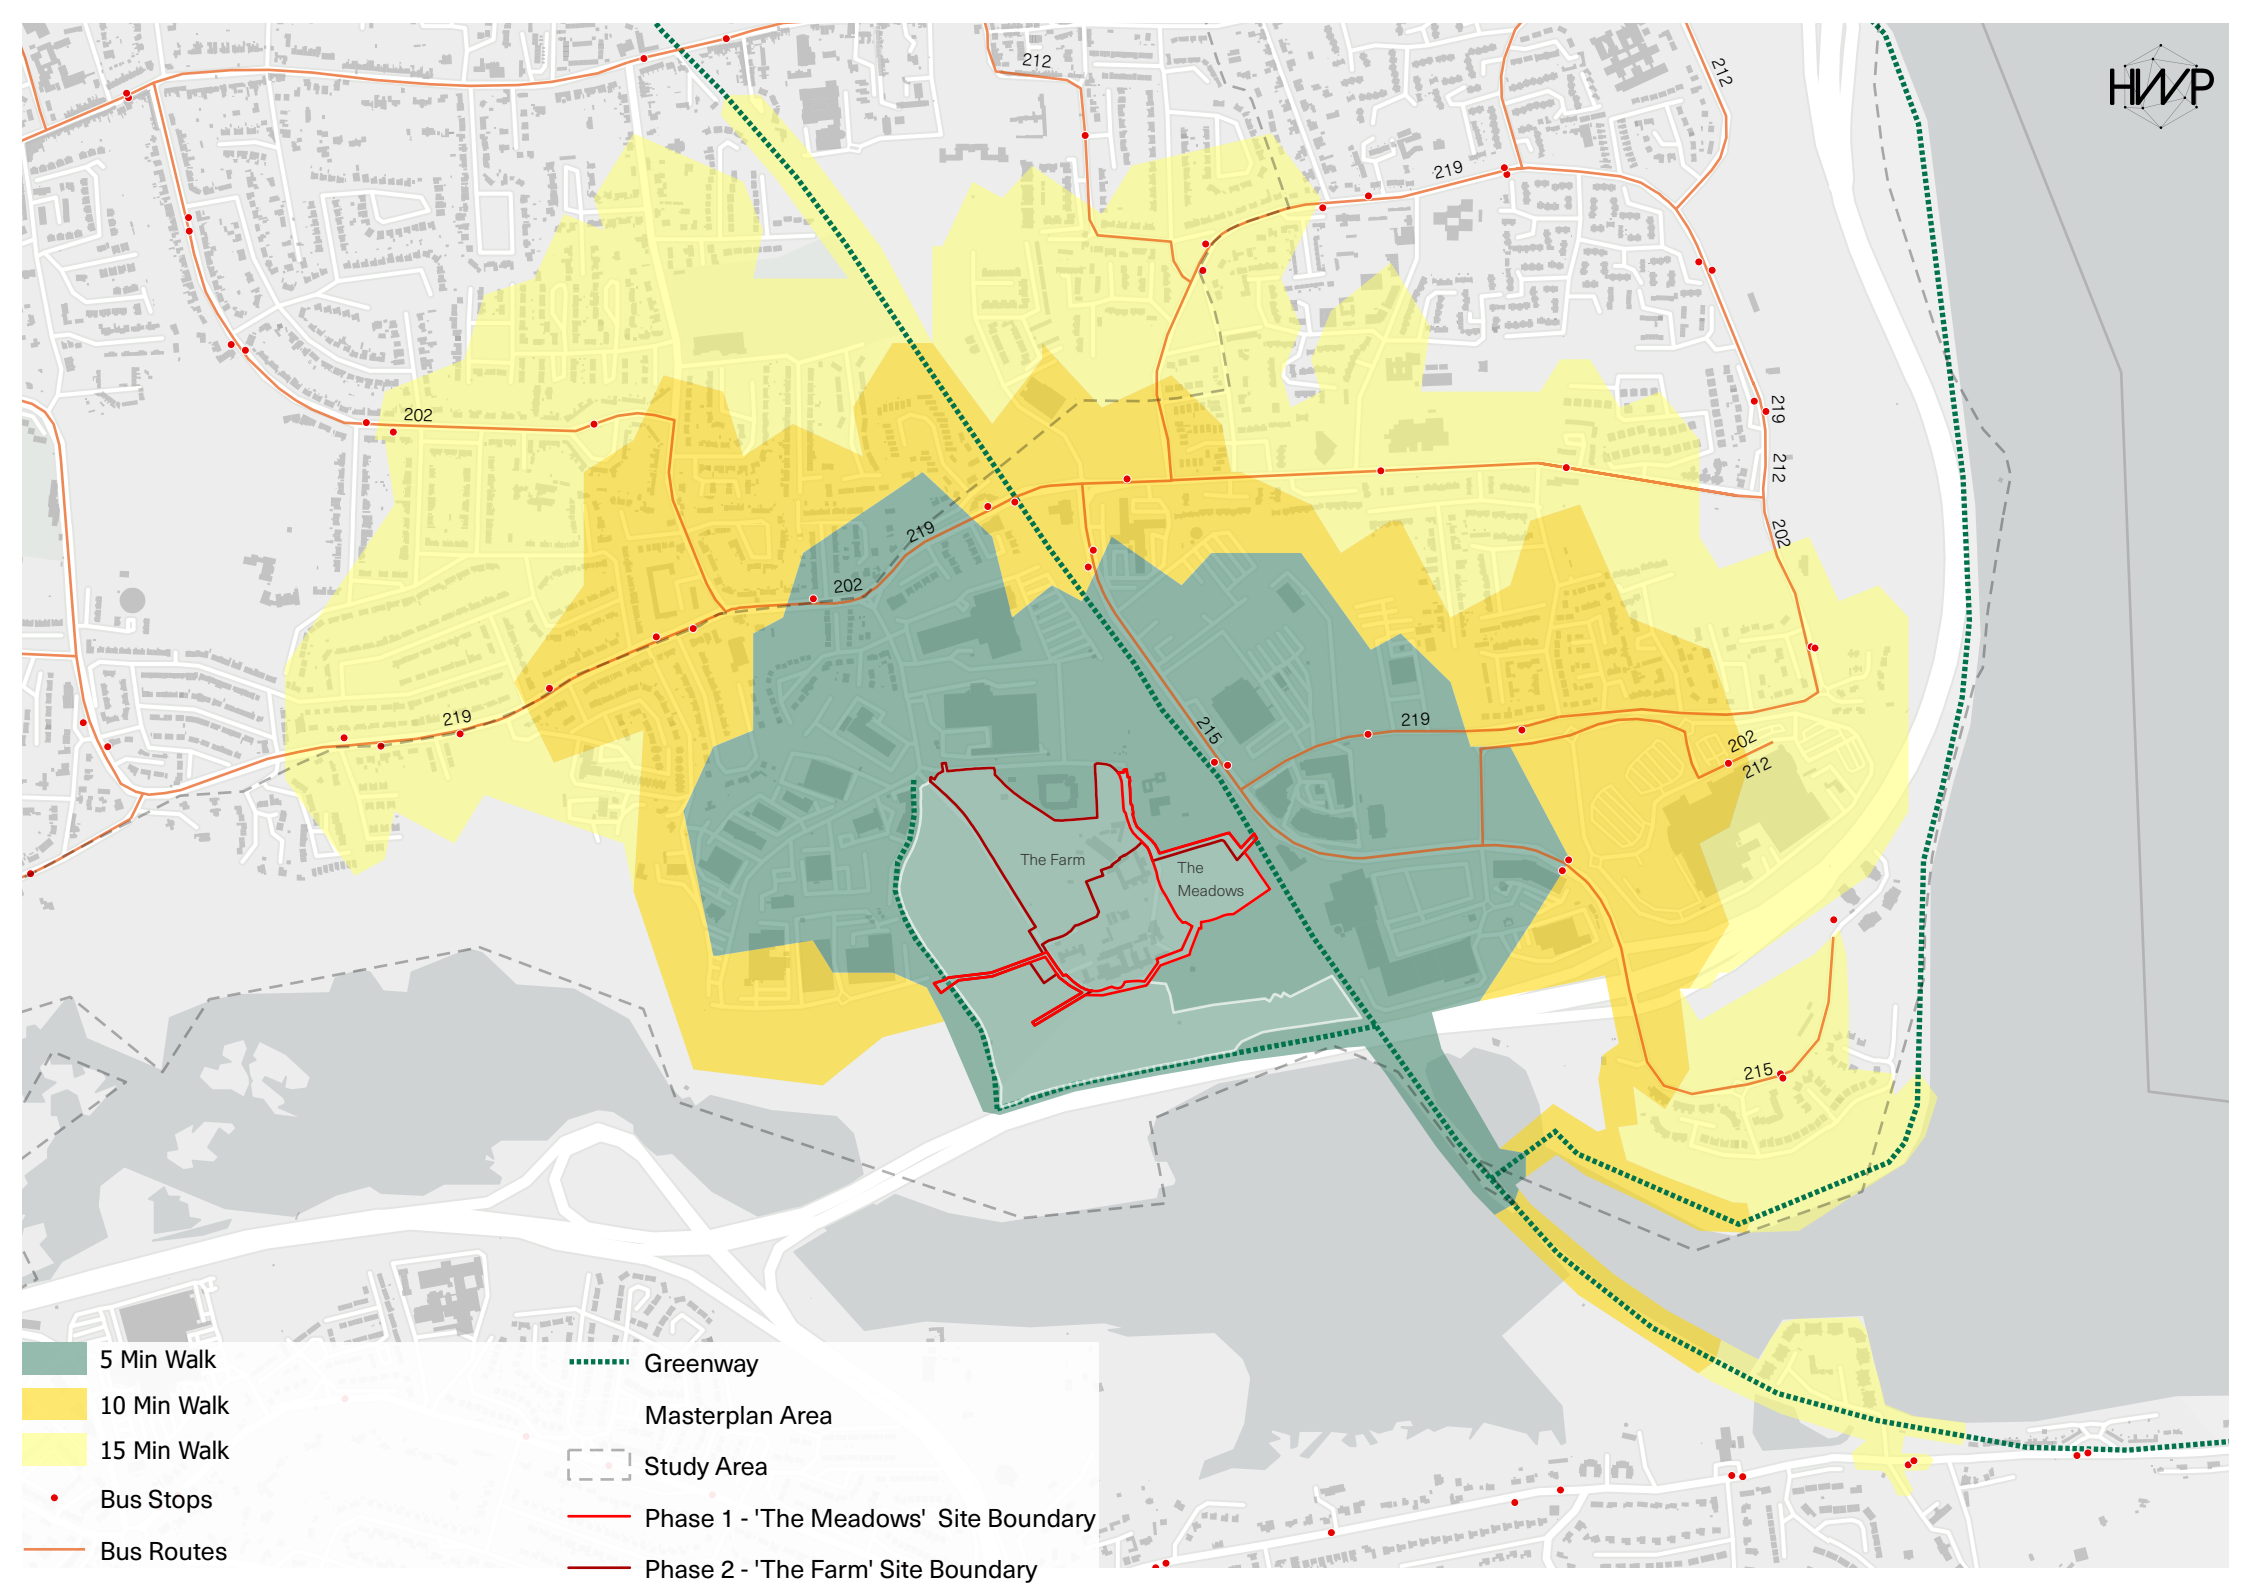 212
212
HWP
219
202
219
212
219
202
202
219
215
219
202
212
The Farm
The
Meadows
215
5 Min Walk
10 Min Walk
15 Min Walk
Bus Stops
Bus Routes
Greenway
Masterplan Area
Study Area
Phase 1 - 'The Meadows' Site Boundary
Phase 2 - 'The Farm' Site Boundary